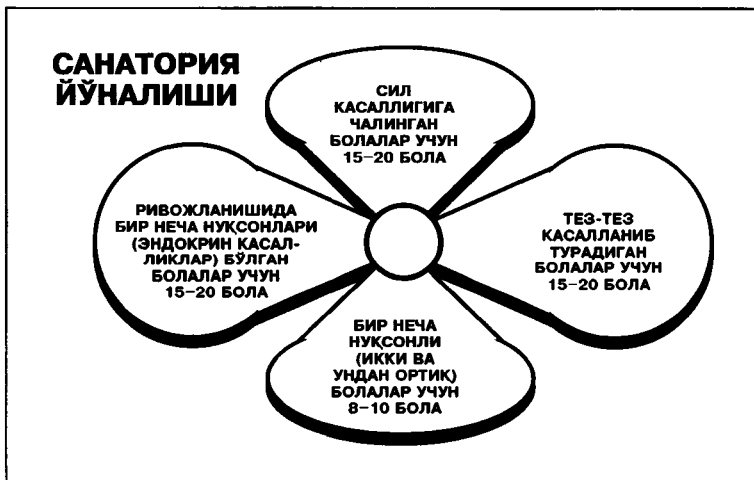 САНАТОРИЯ
ЙЎНАЛИШИ
СИЛ
КАСАЛЛИГИГА
ЧАЛИНГАН
БОЛАЛАР УЧУН
15–20 БОЛА
РИВОЖЛАНИШИДА
БИР НЕЧА НУҚСОНЛАРИ
(ЭНДОКРИН КАСАЛ-
ЛИКЛАР) БЎЛГАН
БОЛАЛАР УЧУН
15–20 БОЛА
ТЕЗ-ТЕЗ
КАСАЛЛАНИБ
ТУРАДИГАН
БОЛАЛАР УЧУН
15–20 БОЛА
БИР НЕЧА
НУҚСОНЛИ
(ИККИ ВА
УНДАН ОРТИҚ)
БОЛАЛАР УЧУН
8–10 БОЛА